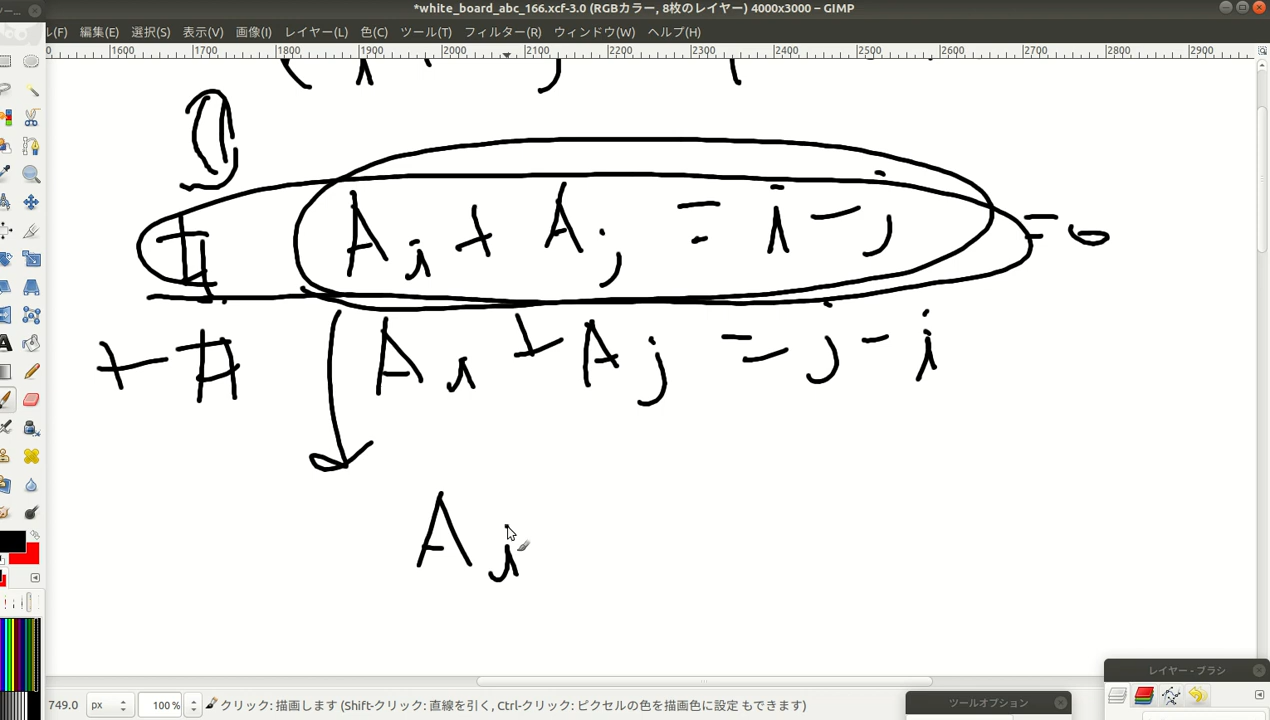 *white_board_abc_166.xcf-3.0 (RGBカラー, 8枚のレイヤー) 4000x3000 – GIMP
(F) 編集(E) 選択(S) 表示(V) 画像(I) レイヤー(L) 色(C) ツール(T) フィルター(R) ウィンドウ(W) ヘルプ(H)
1600 1700 1800 1900 2000 2100 2200 2300 2400 2500 2600 2700 2800 2900
# Ai + Aj = i - j = 0
+ # Ai + Aj = j - i
Ai
レイヤー - ブラシ
749.0 px 100 % クリック: 描画します (Shift-クリック: 直線を引く, Ctrl-クリック: ピクセルの色を描画色に設定 もできます)
ツールオプション